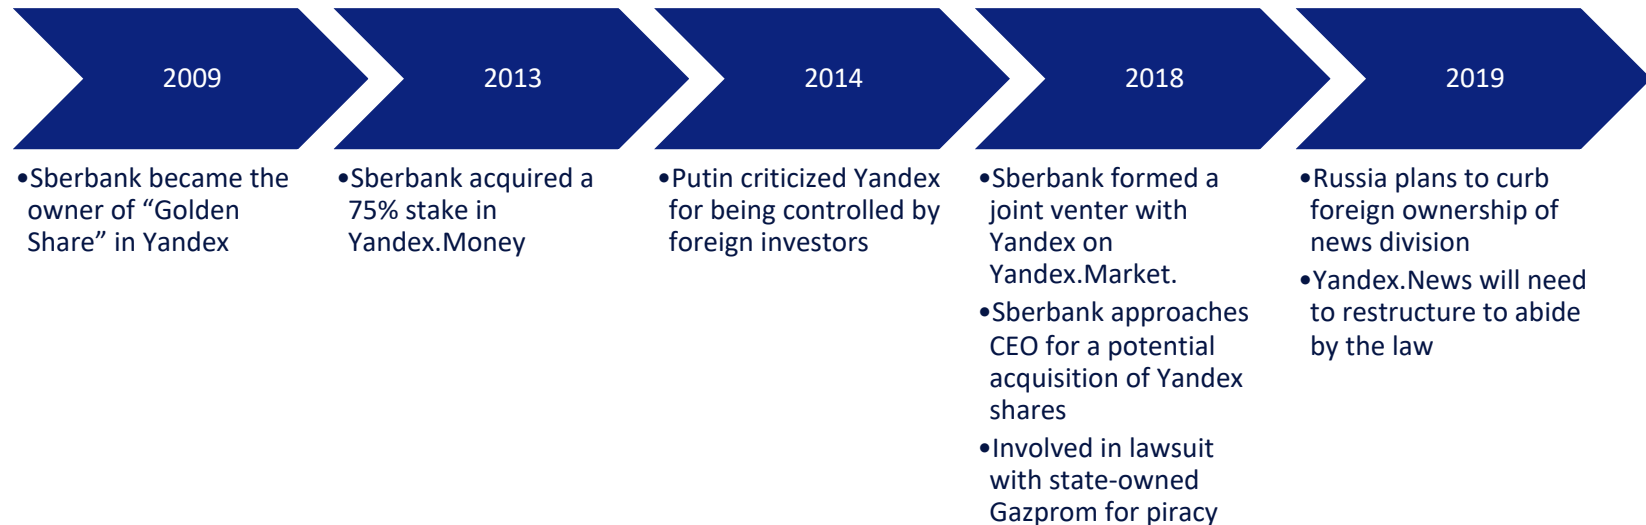 2009
•Sberbank became the
owner of “Golden
Share” in Yandex
2013
•Sberbank acquired a
75% stake in
Yandex.Money
2014
•Putin criticized Yandex
for being controlled by
foreign investors
2018
•Sberbank formed a
joint venter with
Yandex on
Yandex.Market.
•Sberbank approaches
CEO for a potential
acquisition of Yandex
shares
•Involved in lawsuit
with state-owned
Gazprom for piracy
2019
•Russia plans to curb
foreign ownership of
news division
•Yandex.News will need
to restructure to abide
by the law